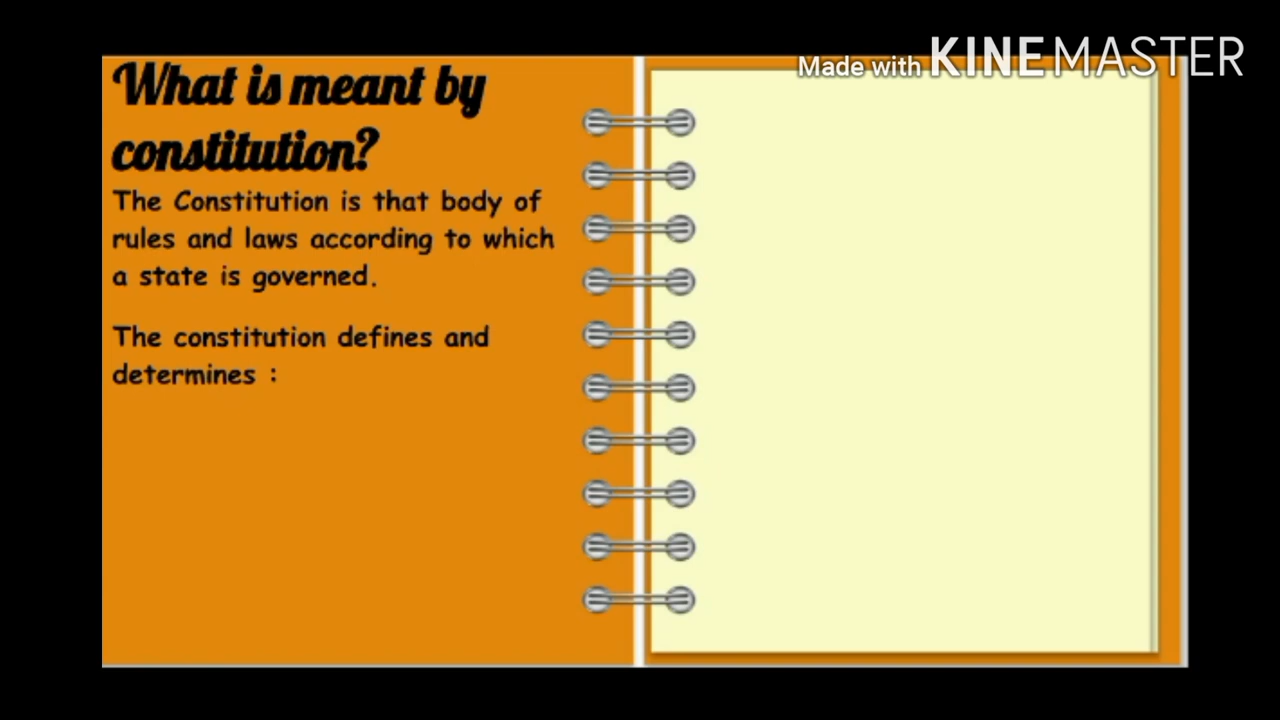 Made with KINEMASTER
What is meant by
constitution?
The Constitution is that body of
rules and laws according to which
a state is governed.
The constitution defines and
determines :